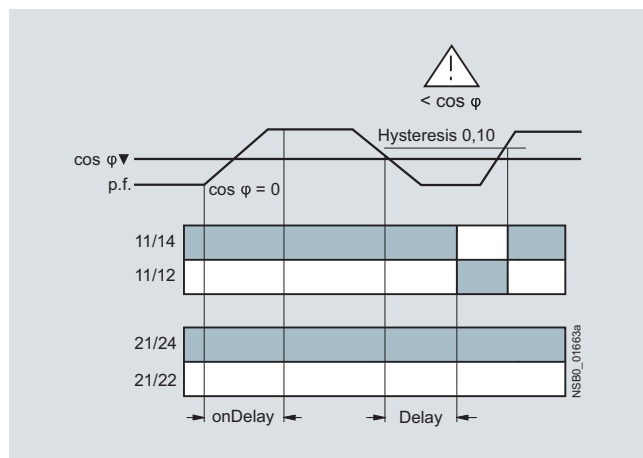 !
< cos φ
Hysteresis 0,10
cos φ▼
p.f.
cos φ = 0
11/14
11/12
21/24
21/22
NSB0_01663a
onDelay
Delay